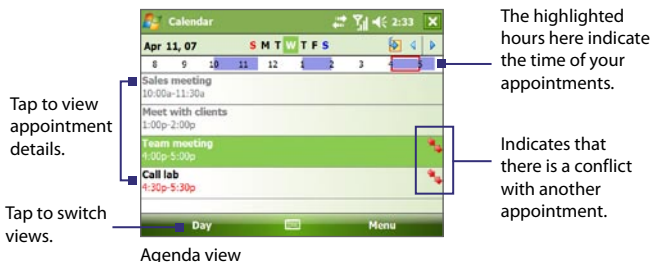 Calendar 2:33
Apr 11, 07 S M T W T F S
8 9 10 11 12 1 2 3 4 5
Sales meeting
10:00a-11:30a
Meet with clients
1:00p-2:00p
Team meeting
4:00p-5:00p
Call lab
4:30p-5:30p
Day Menu
Tap to view
appointment
details.
Tap to switch
views.
The highlighted
hours here indicate
the time of your
appointments.
Indicates that
there is a conflict
with another
appointment.
Agenda view